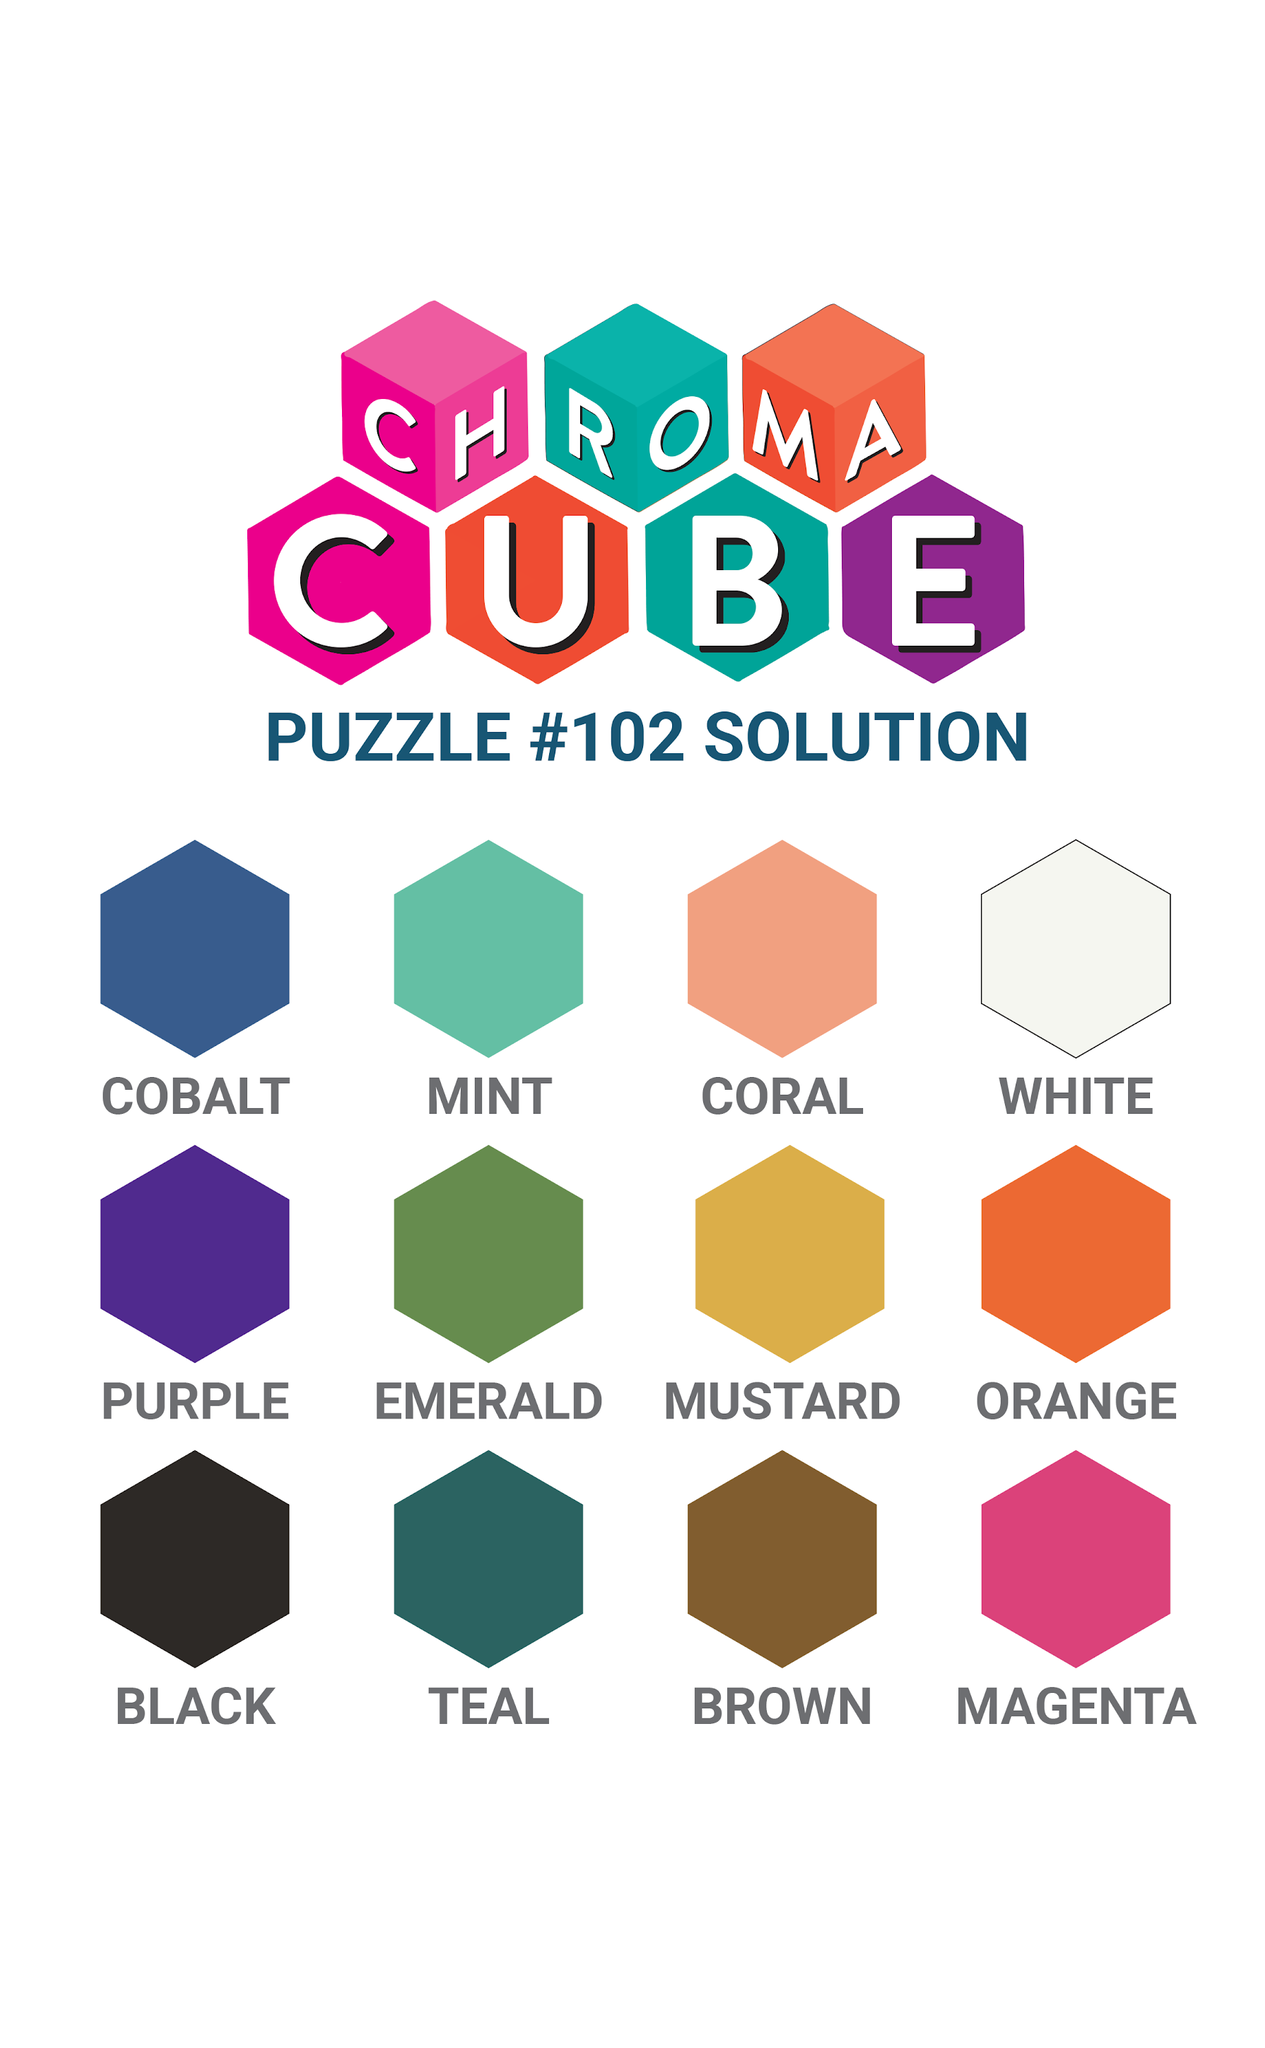 CHROMA
CUBE
PUZZLE #102 SOLUTION
COBALT MINT CORAL WHITE
PURPLE EMERALD MUSTARD ORANGE
BLACK TEAL BROWN MAGENTA